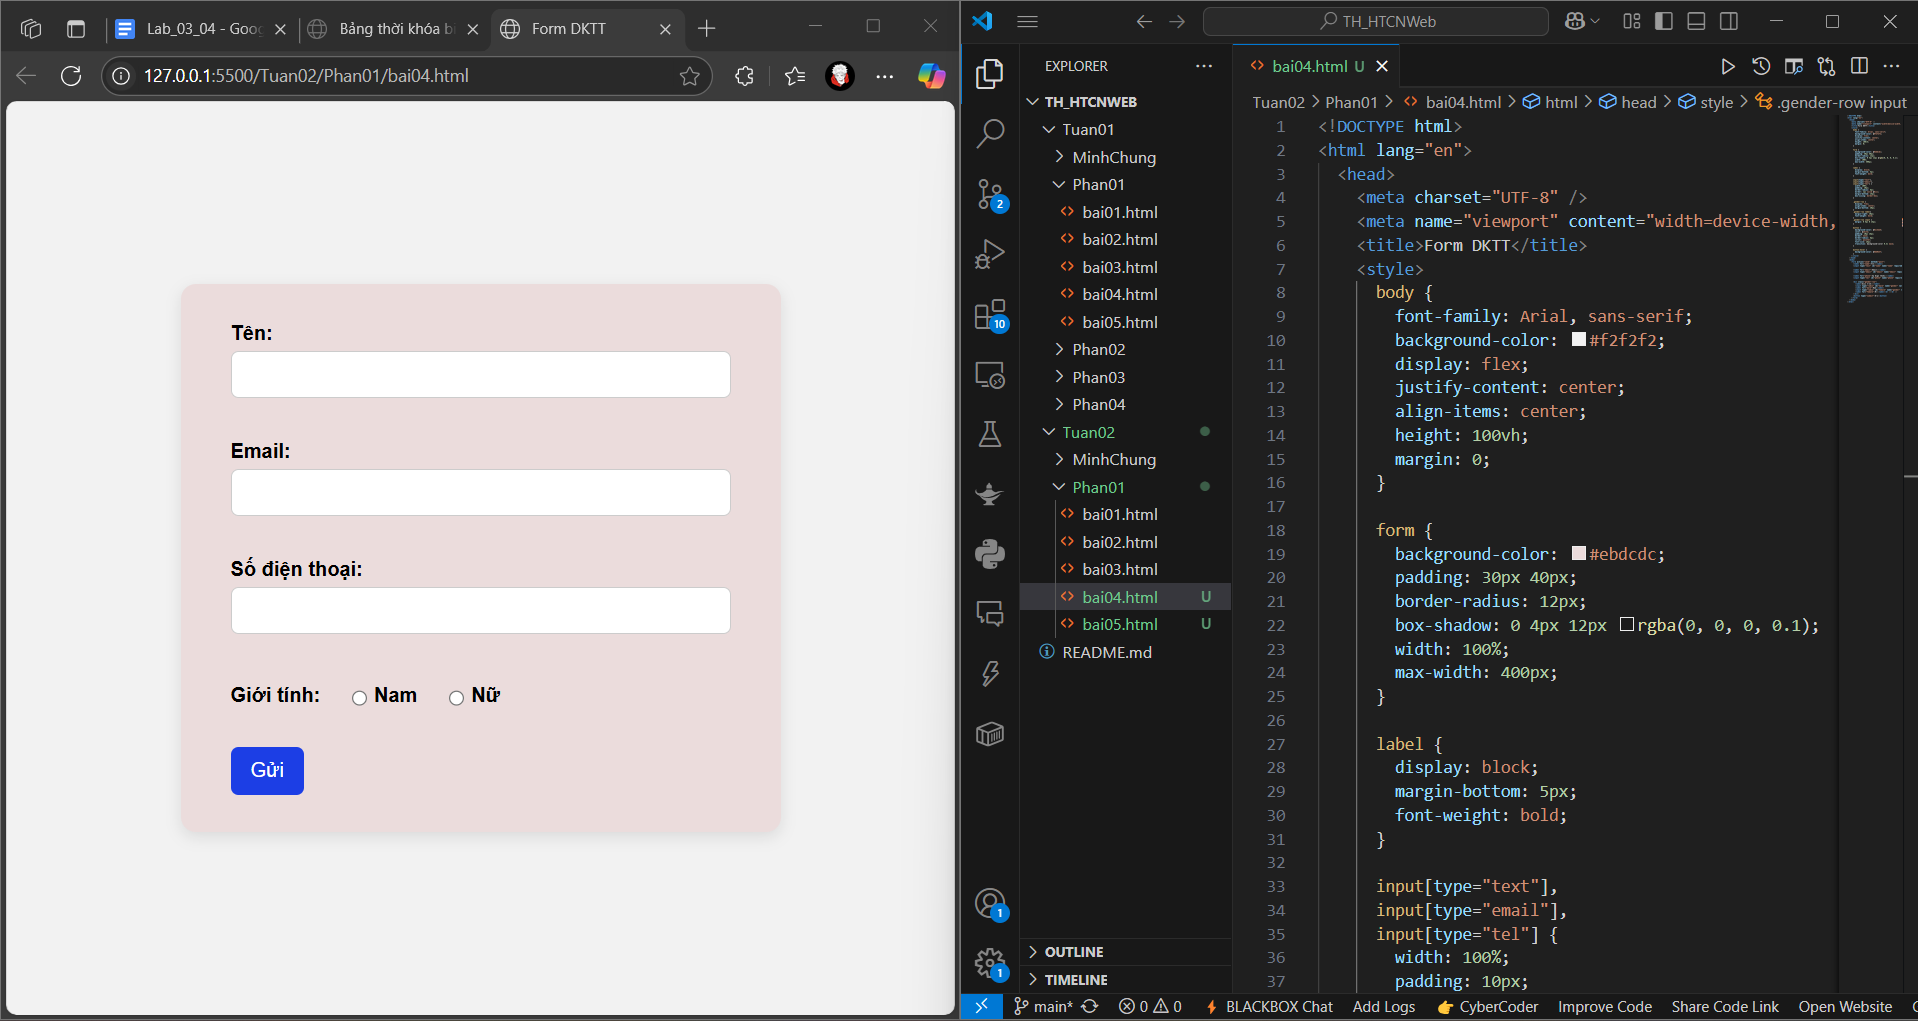 Lab_03_04 - Goog
Bảng thời khóa bi
Form DKTT
127.0.0.1:5500/Tuan02/Phan01/bai04.html
Tên:
Email:
Số điện thoại:
Giới tính:
Nam
Nữ
Gửi
TH_HTCNWeb
EXPLORER
TH_HTCNWEB
Tuan01
MinhChung
Phan01
bai01.html
bai02.html
bai03.html
bai04.html
bai05.html
Phan02
Phan03
Phan04
Tuan02
MinhChung
Phan01
bai01.html
bai02.html
bai03.html
bai04.html U
bai05.html U
README.md
OUTLINE
TIMELINE
2
10
1
1
bai04.html U
Tuan02 > Phan01 > bai04.html > html > head > style > .gender-row input
1 <!DOCTYPE html>
2 <html lang="en">
3 <head>
4 <meta charset="UTF-8" />
5 <meta name="viewport" content="width=device-width,
6 <title>Form DKTT</title>
7 <style>
8 body {
9 font-family: Arial, sans-serif;
10 background-color: #f2f2f2;
11 display: flex;
12 justify-content: center;
13 align-items: center;
14 height: 100vh;
15 margin: 0;
16 }
17
18 form {
19 background-color: #ebdcdc;
20 padding: 30px 40px;
21 border-radius: 12px;
22 box-shadow: 0 4px 12px rgba(0, 0, 0, 0.1);
23 width: 100%;
24 max-width: 400px;
25 }
26
27 label {
28 display: block;
29 margin-bottom: 5px;
30 font-weight: bold;
31 }
32
33 input[type="text"],
34 input[type="email"],
35 input[type="tel"] {
36 width: 100%;
37 padding: 10px;
main* 0 0 BLACKBOX Chat Add Logs CyberCoder Improve Code Share Code Link Open Website